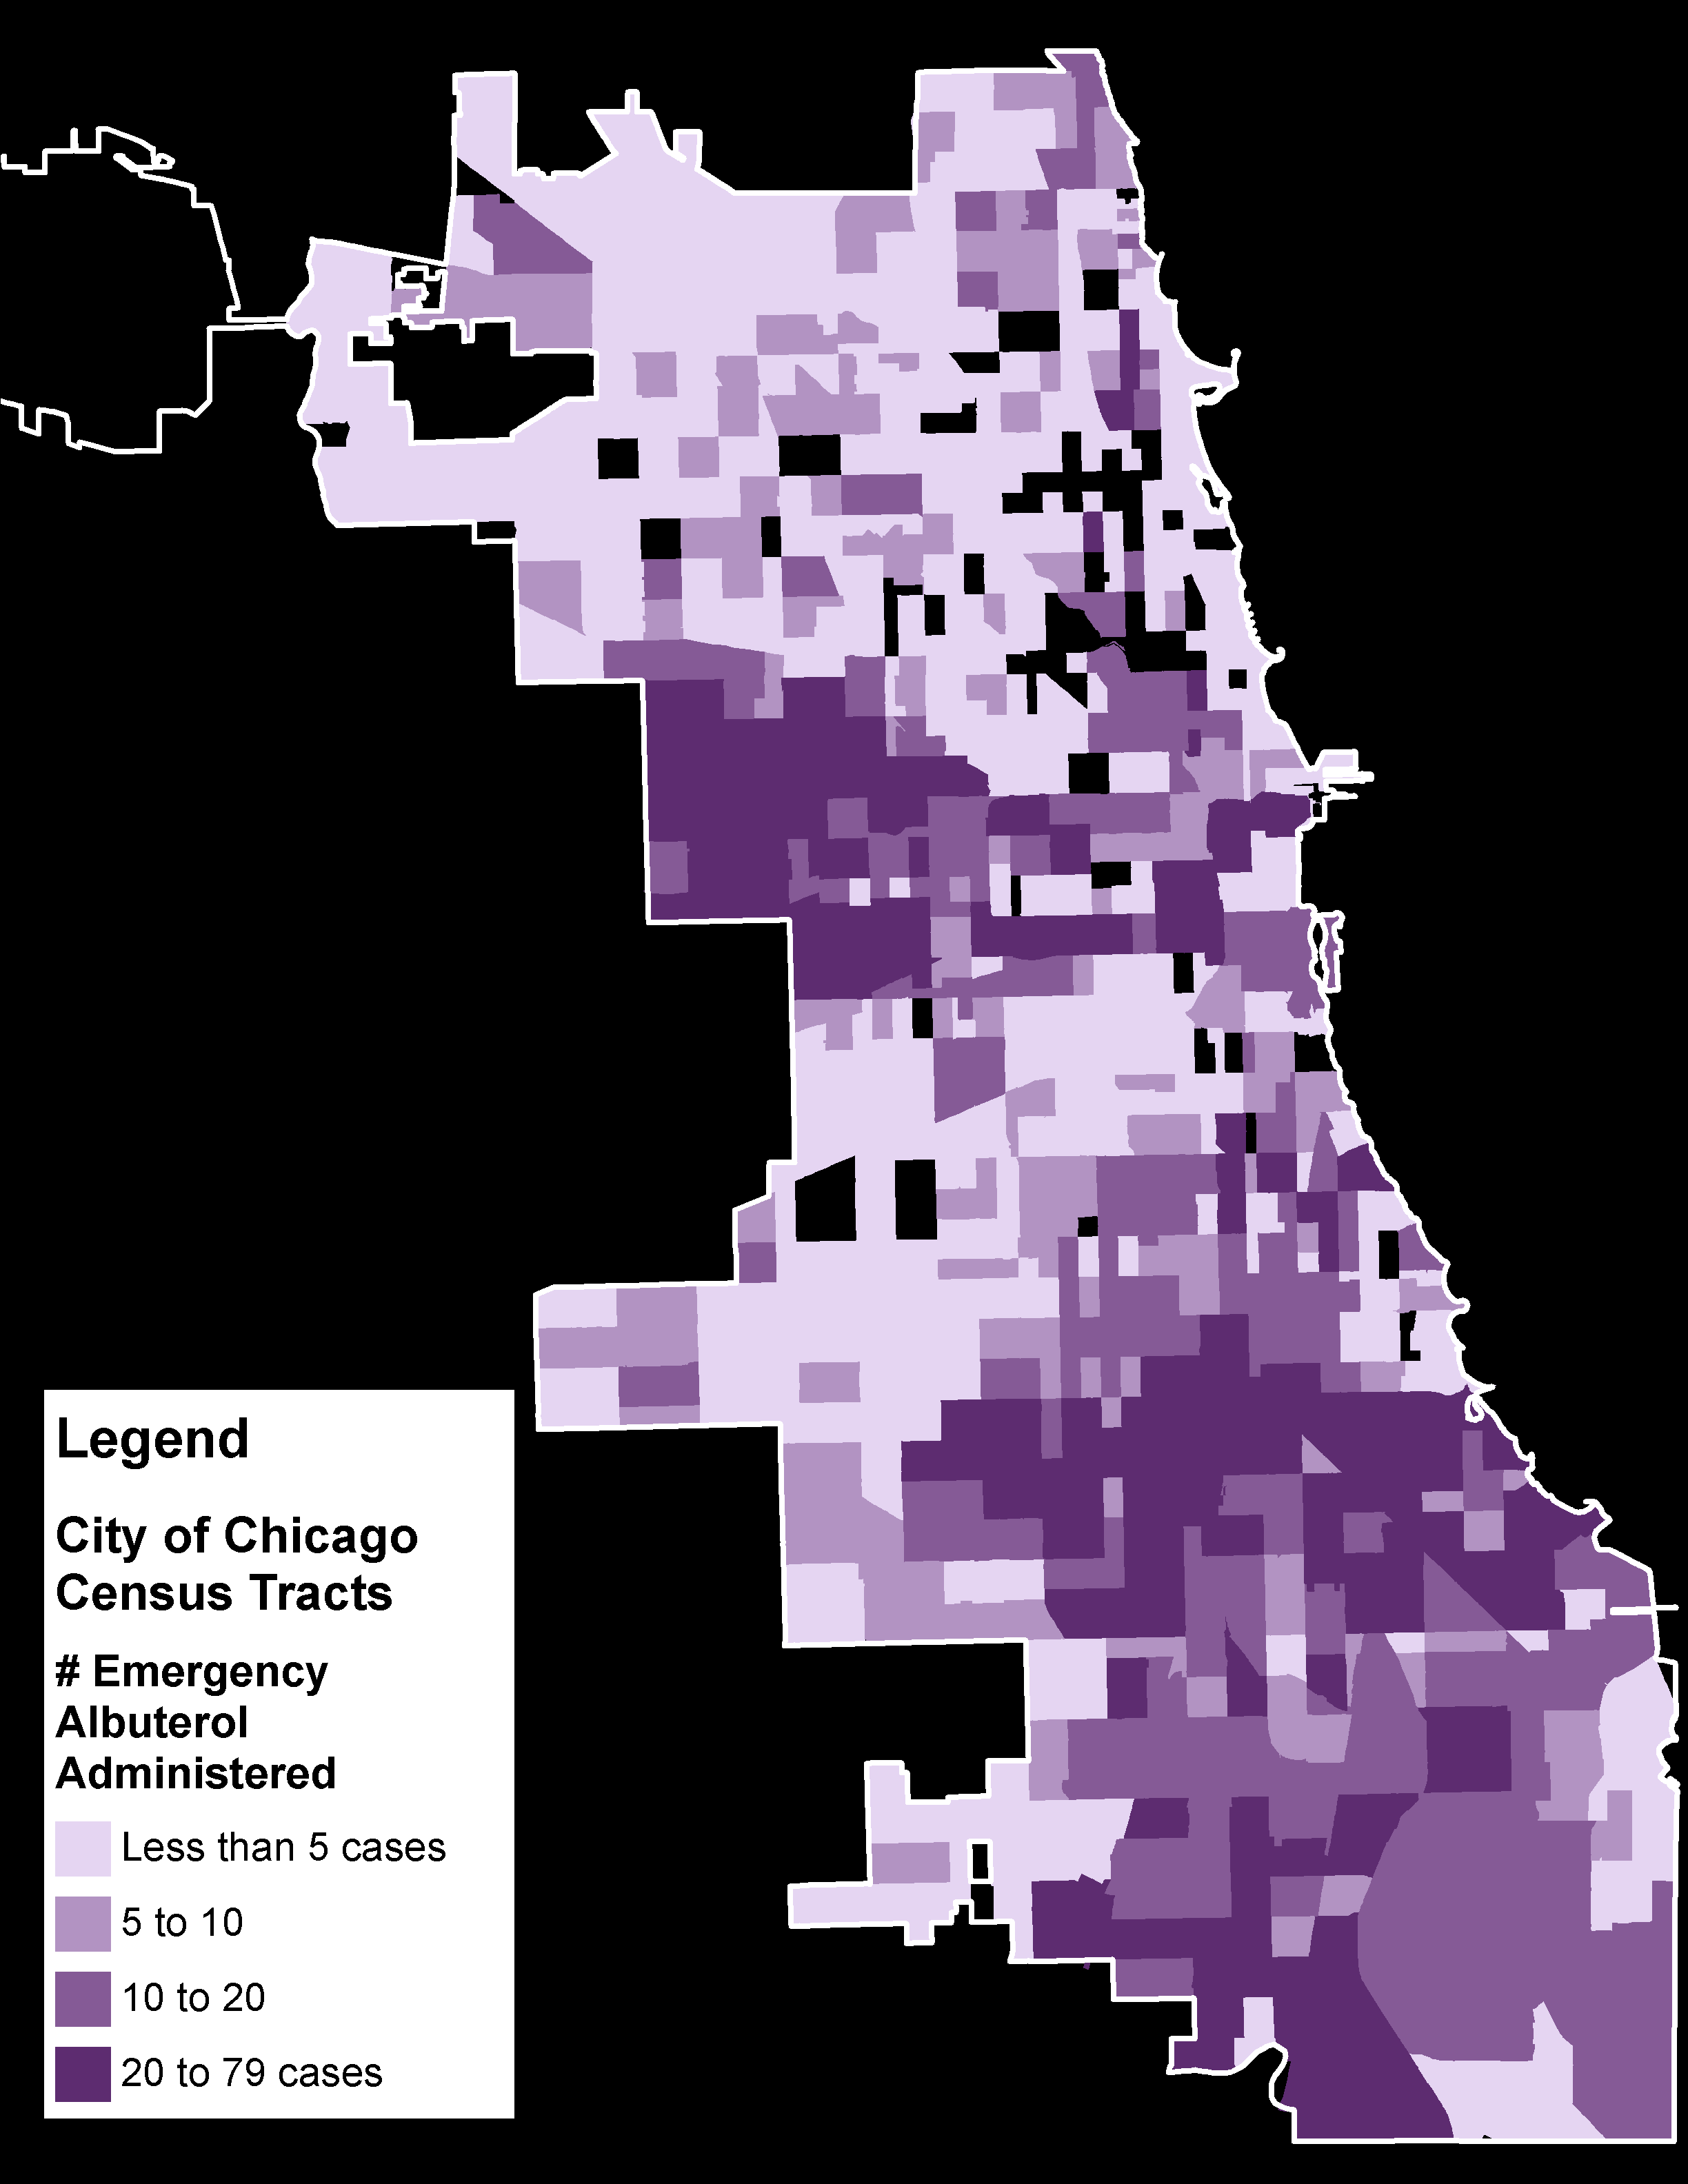 Legend
City of Chicago
Census Tracts
# Emergency
Albuterol
Administered
Less than 5 cases
5 to 10
10 to 20
20 to 79 cases